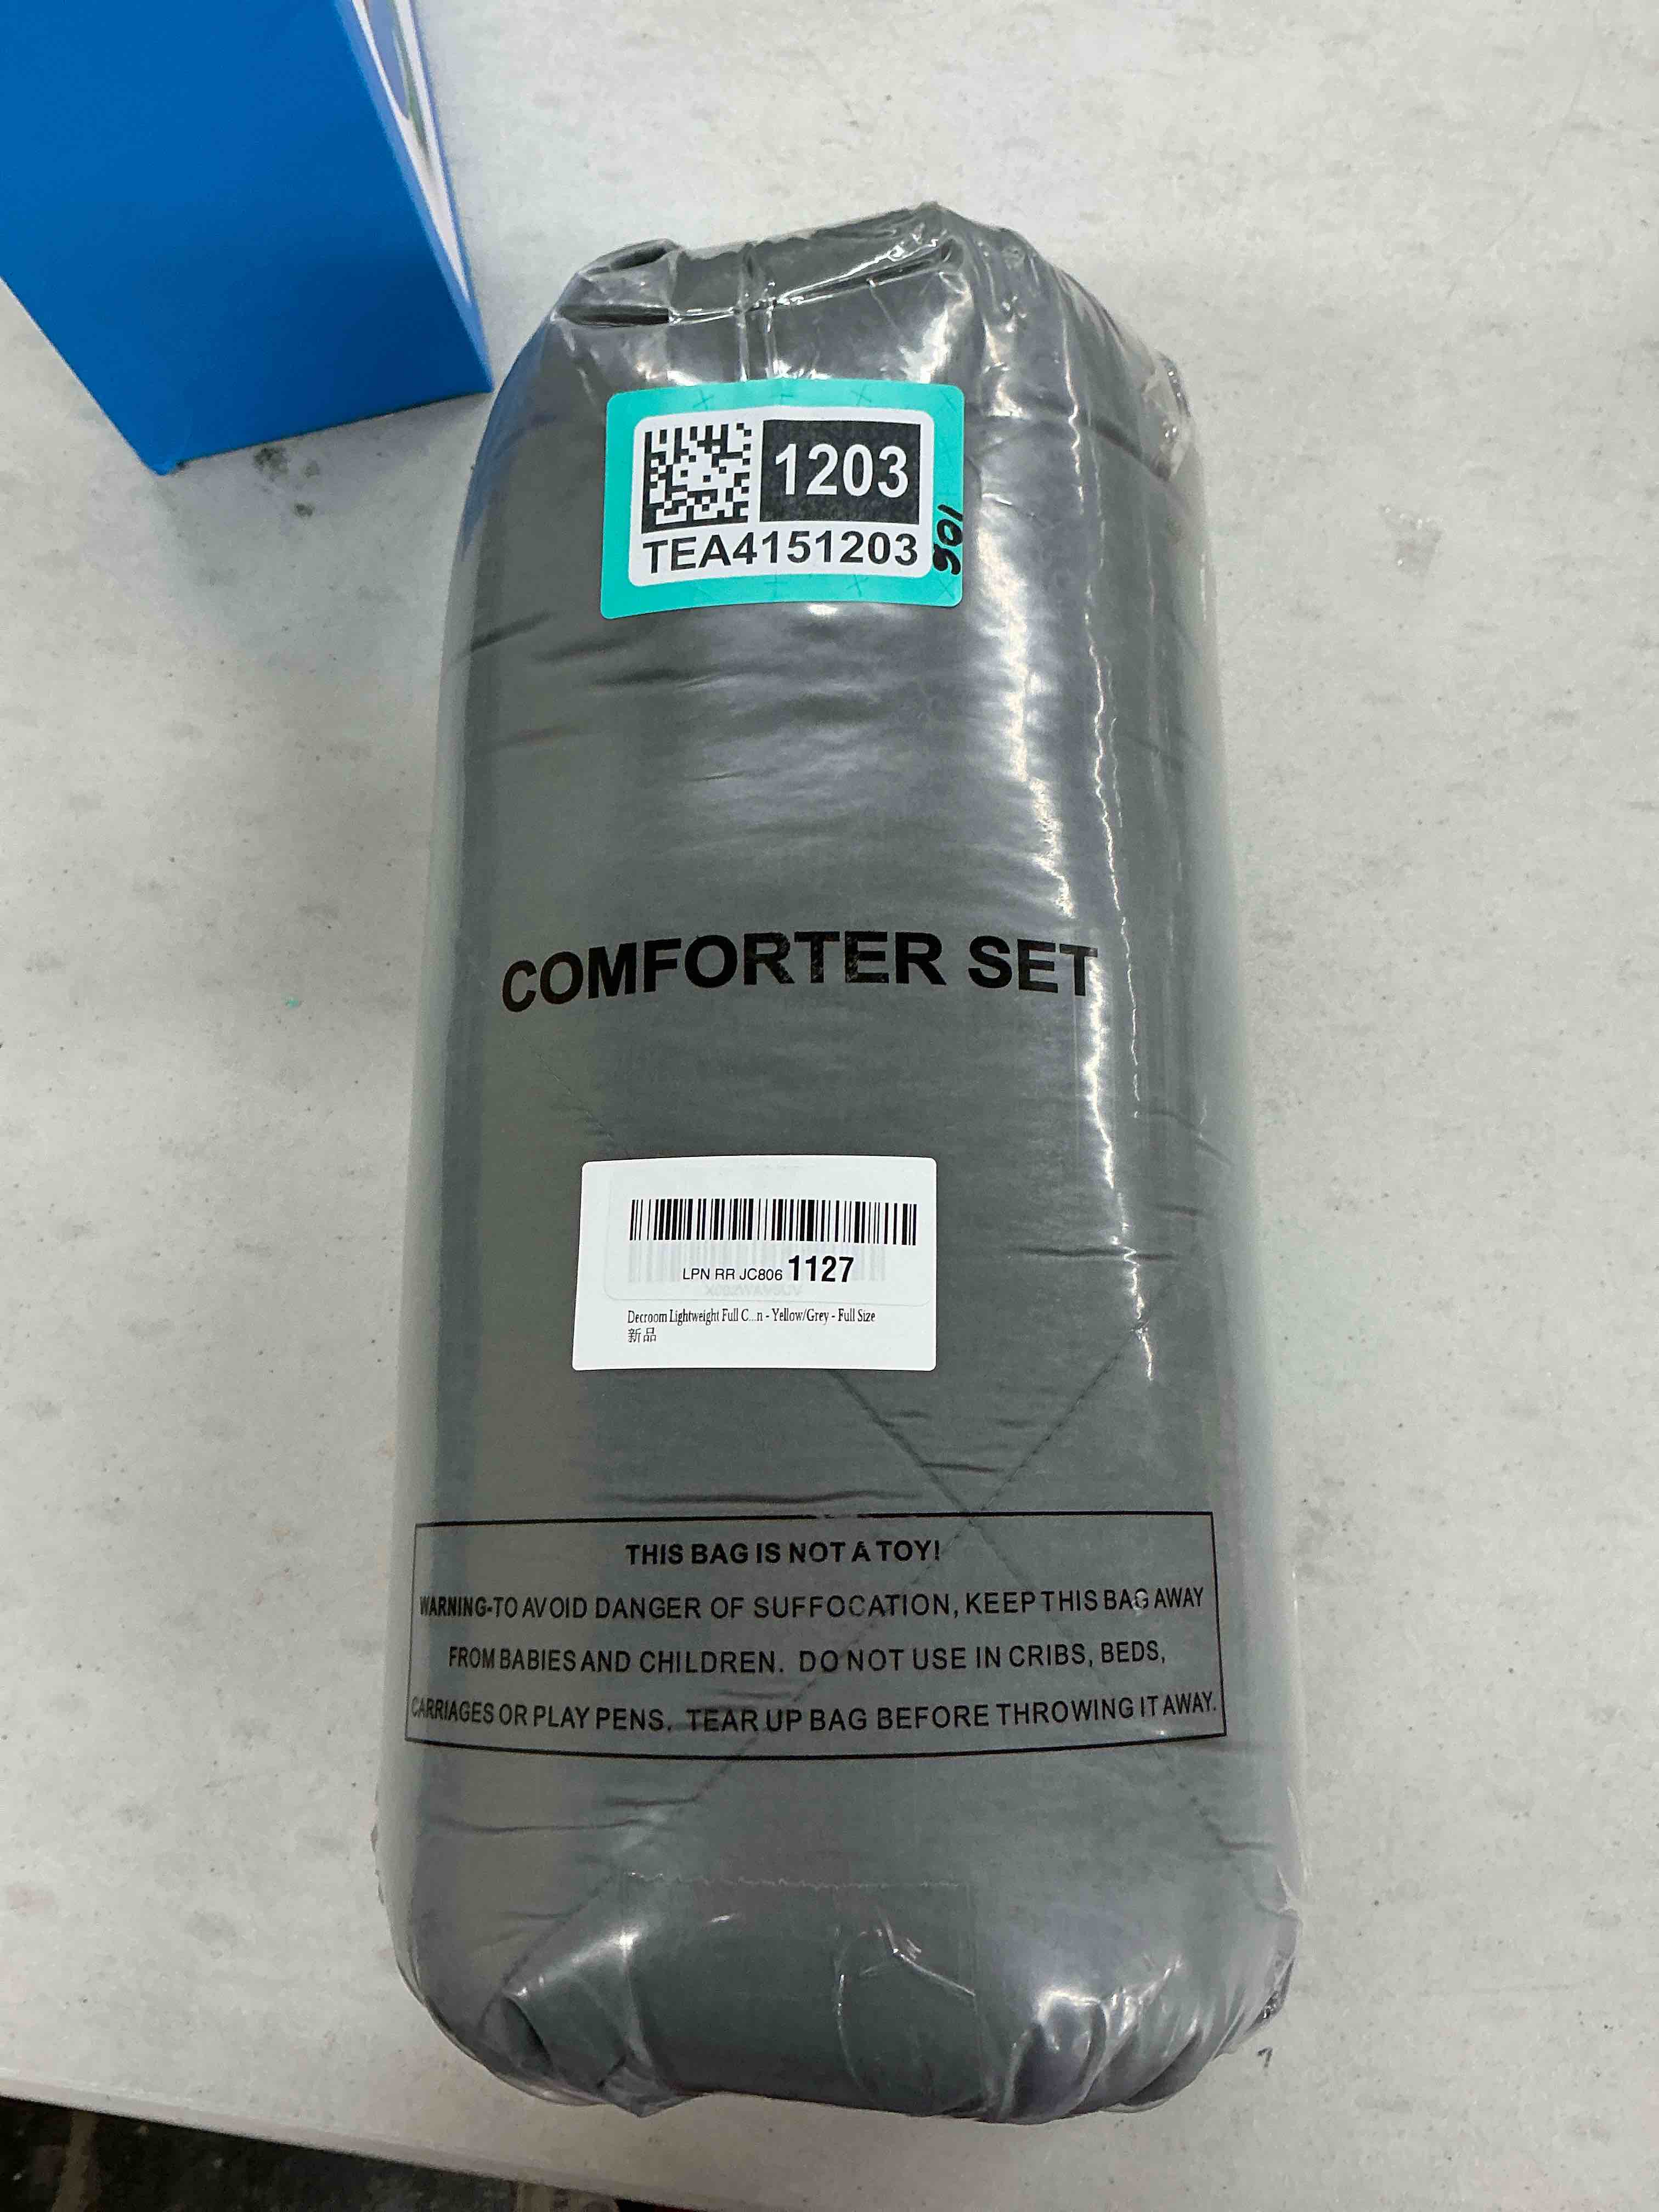 1203
TEA4151203
106
COMFORTER SET
LPN RR JC806 1127
Decroom Lightweight Full C...n - Yellow/Grey - Full Size
新品
THIS BAG IS NOT A TOY!
WARNING-TO AVOID DANGER OF SUFFOCATION, KEEP THIS BAG AWAY
FROM BABIES AND CHILDREN. DO NOT USE IN CRIBS, BEDS,
CARRIAGES OR PLAY PENS. TEAR UP BAG BEFORE THROWING IT AWAY.